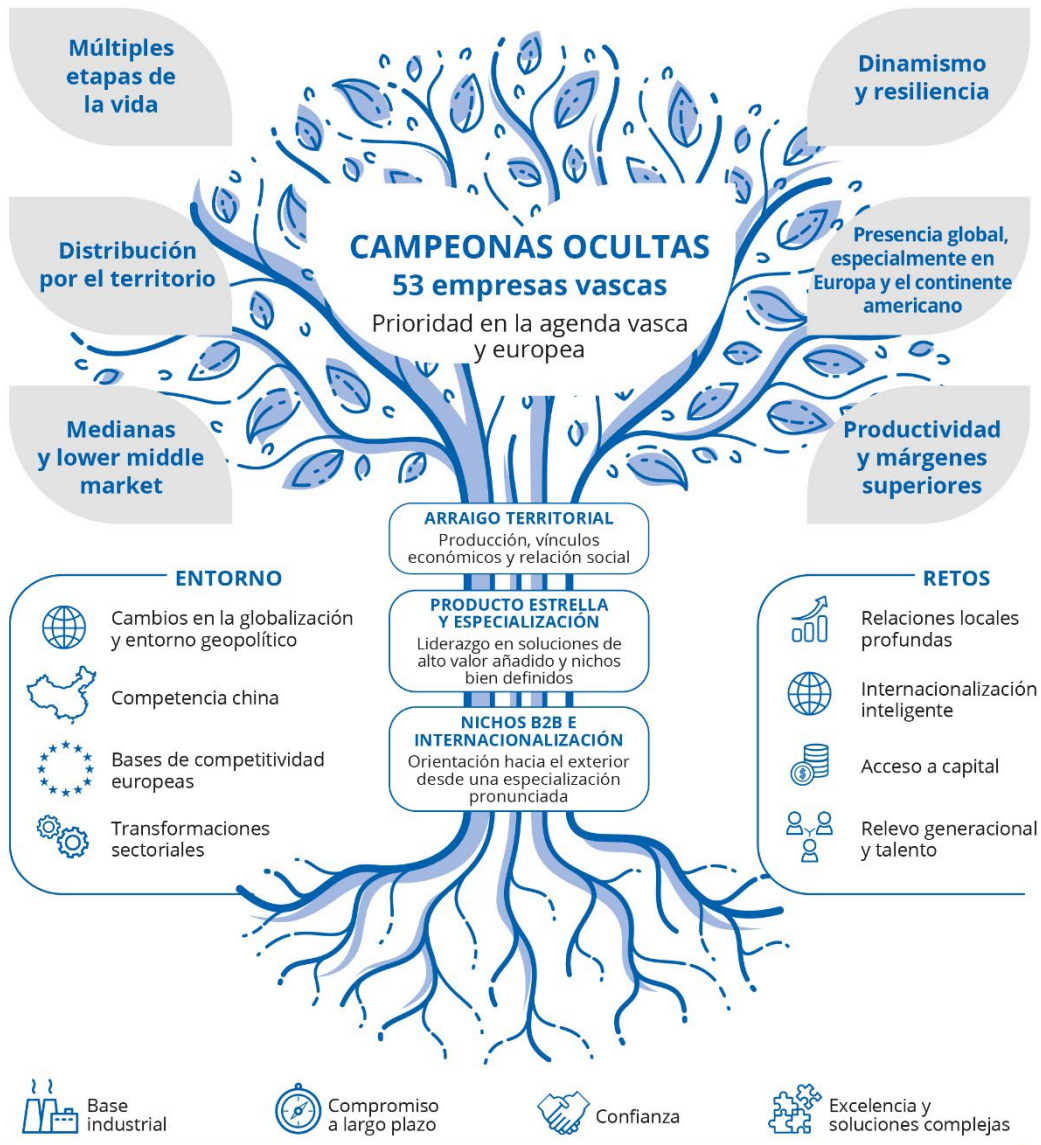 Múltiples
etapas de
la vida
Dinamismo
y resiliencia
Distribución
por el territorio
CAMPEONAS OCULTAS
53 empresas vascas
Prioridad en la agenda vasca
y europea
Presencia global,
especialmente en
Europa y el continente
americano
Medianas
y lower middle
market
Productividad
y márgenes
superiores
ARRAIGO TERRITORIAL
Producción, vínculos
económicos y relación social
PRODUCTO ESTRELLA
Y ESPECIALIZACIÓN
Liderazgo en soluciones de
alto valor añadido y nichos
bien definidos
NICHOS B2B E
INTERNACIONALIZACIÓN
Orientación hacia el exterior
desde una especialización
pronunciada
ENTORNO
Cambios en la globalización
y entorno geopolítico
Competencia china
Bases de competitividad
europeas
Transformaciones
sectoriales
RETOS
Relaciones locales
profundas
Internacionalización
inteligente
Acceso a capital
Relevo generacional
y talento
Base
industrial
Compromiso
a largo plazo
Confianza
Excelencia y
soluciones complejas